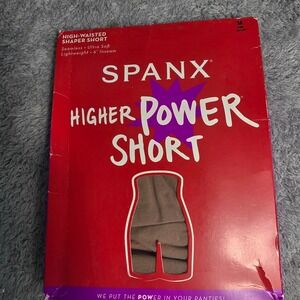 HIGH-WAISTED
SHAPER SHORT
Seamless • Ultra Soft
Lightweight • 6" Inseam
SPANX®
HIGHER POWER
SHORT
WE PUT THE POWER IN YOUR PANTIES!